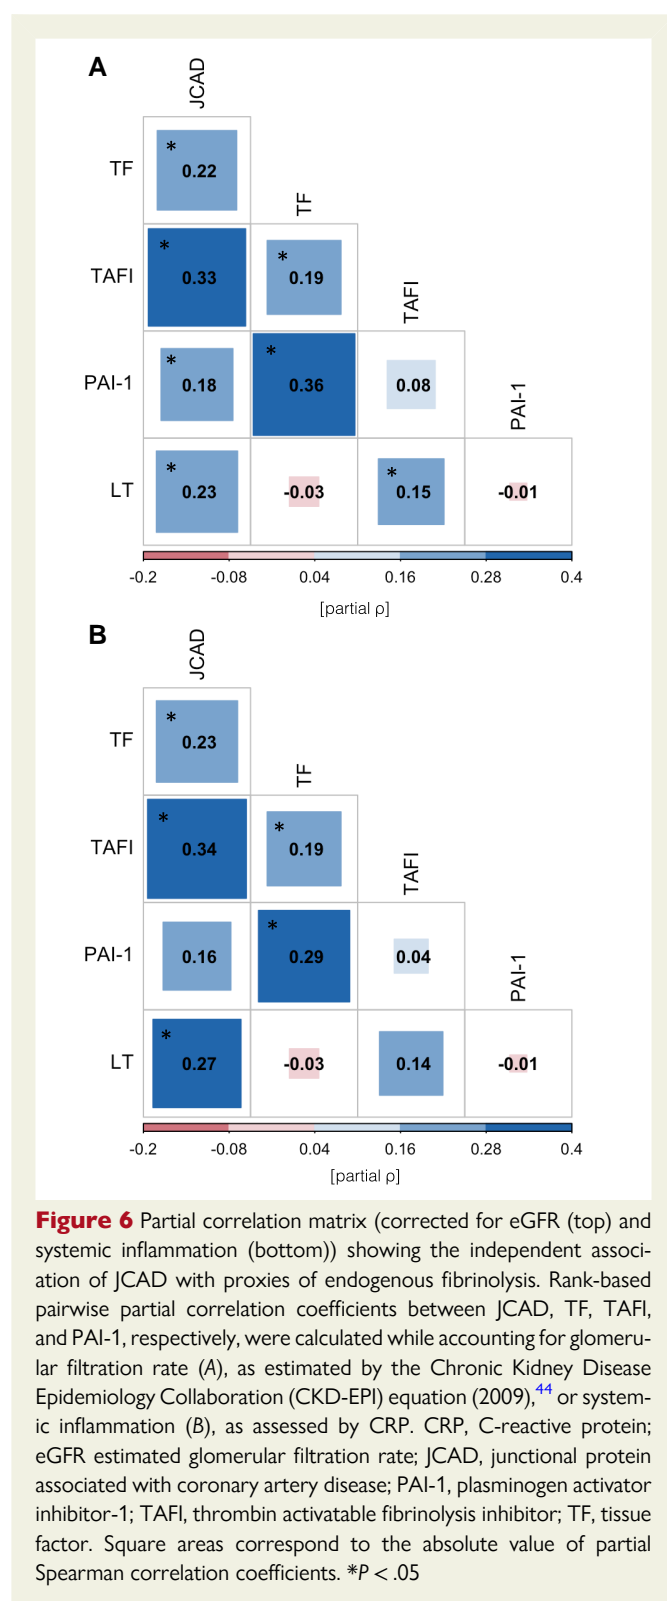 A
JCAD
TF
* 0.22
TF
TAFI
* 0.33
* 0.19
TAFI
PAI-1
* 0.18
* 0.36
0.08
PAI-1
LT
* 0.23
-0.03
* 0.15
-0.01
-0.2 -0.08 0.04 0.16 0.28 0.4
[partial ρ]
B
JCAD
TF
* 0.23
TF
TAFI
* 0.34
* 0.19
TAFI
PAI-1
0.16
* 0.29
0.04
PAI-1
LT
* 0.27
-0.03
0.14
-0.01
-0.2 -0.08 0.04 0.16 0.28 0.4
[partial ρ]
Figure 6 Partial correlation matrix (corrected for eGFR (top) and
systemic inflammation (bottom)) showing the independent associ-
ation of JCAD with proxies of endogenous fibrinolysis. Rank-based
pairwise partial correlation coefficients between JCAD, TF, TAFI,
and PAI-1, respectively, were calculated while accounting for glomeru-
lar filtration rate (A), as estimated by the Chronic Kidney Disease
Epidemiology Collaboration (CKD-EPI) equation (2009),44 or system-
ic inflammation (B), as assessed by CRP. CRP, C-reactive protein;
eGFR estimated glomerular filtration rate; JCAD, junctional protein
associated with coronary artery disease; PAI-1, plasminogen activator
inhibitor-1; TAFI, thrombin activatable fibrinolysis inhibitor; TF, tissue
factor. Square areas correspond to the absolute value of partial
Spearman correlation coefficients. *P < .05